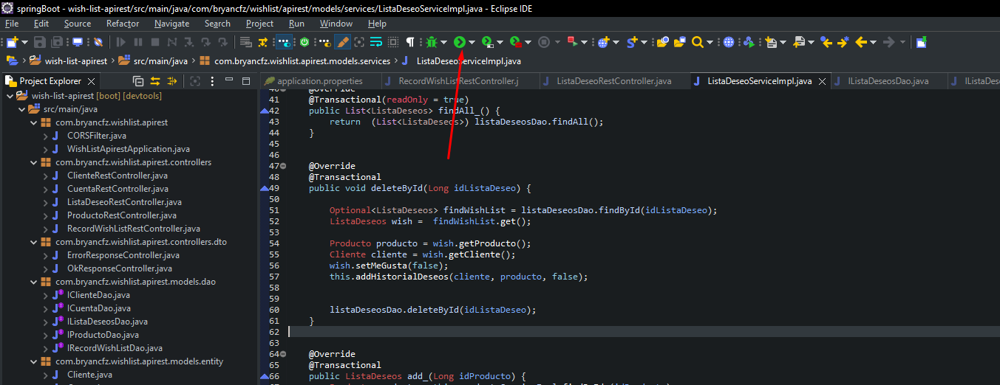 springBoot - wish-list-apirest/src/main/java/com/bryancfz/wishlist/apirest/models/services/ListaDeseoServiceImpl.java - Eclipse IDE
File Edit Source Refactor Navigate Search Project Run Window Help
wish-list-apirest src/main/java com.bryancfz.wishlist.apirest.models.services ListaDeseoServiceImpl.java
Project Explorer
application.properties RecordWishListRestController.j ListaDeseoRestController.java ListaDeseoServiceImpl.java IListaDeseosDao.java IListaDese
wish-list-apirest [boot] [devtools]
src/main/java
com.bryancfz.wishlist.apirest
CORSFilter.java
WishListApirestApplication.java
com.bryancfz.wishlist.apirest.controllers
ClienteRestController.java
CuentaRestController.java
ListaDeseoRestController.java
ProductoRestController.java
RecordWishListRestController.java
com.bryancfz.wishlist.apirest.controllers.dto
ErrorResponseController.java
OkResponseController.java
com.bryancfz.wishlist.apirest.models.dao
IClienteDao.java
ICuentaDao.java
IListaDeseosDao.java
IProductoDao.java
IRecordWishListDao.java
com.bryancfz.wishlist.apirest.models.entity
Cliente.java
40 @Override
41 @Transactional(readOnly = true)
42 public List<ListaDeseos> findAll_() {
43 return (List<ListaDeseos>) listaDeseosDao.findAll();
44 }
45
46
47 @Override
48 @Transactional
49 public void deleteById(Long idListaDeseo) {
50
51 Optional<ListaDeseos> findWishList = listaDeseosDao.findById(idListaDeseo);
52 ListaDeseos wish = findWishList.get();
53
54 Producto producto = wish.getProducto();
55 Cliente cliente = wish.getCliente();
56 wish.setMeGusta(false);
57 this.addHistorialDeseos(cliente, producto, false);
58
59
60 listaDeseosDao.deleteById(idListaDeseo);
61 }
62
63
64 @Override
65 @Transactional
66 public ListaDeseos add_(Long idProducto) {